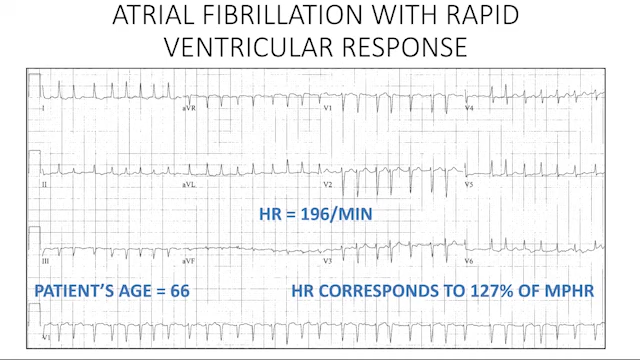 ATRIAL FIBRILLATION WITH RAPID
VENTRICULAR RESPONSE
I
aVR
V1
V4
II
aVL
V2
V5
HR = 196/MIN
III
aVF
V3
V6
PATIENT'S AGE = 66
HR CORRESPONDS TO 127% OF MPHR
V1